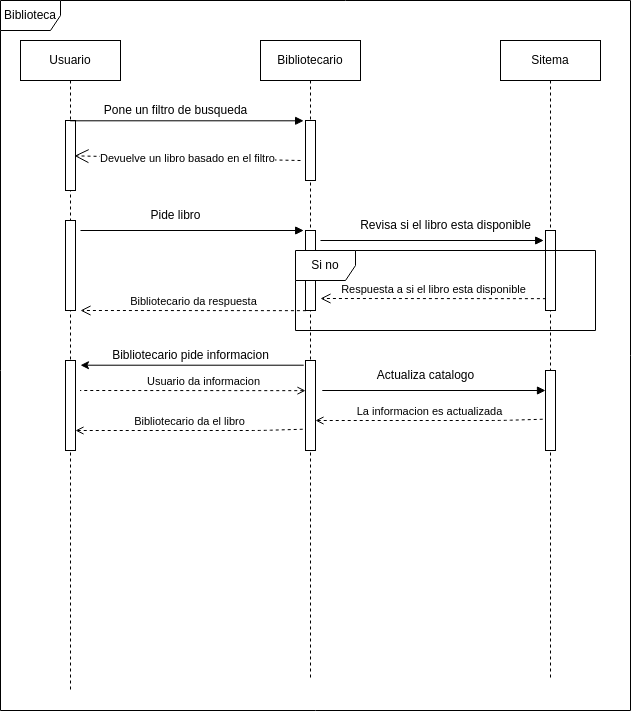 Biblioteca
Usuario
Bibliotecario
Sitema
Pone un filtro de busqueda
Devuelve un libro basado en el filtro
Pide libro
Revisa si el libro esta disponible
Si no
Respuesta a si el libro esta disponible
Bibliotecario da respuesta
Bibliotecario pide informacion
Usuario da informacion
Actualiza catalogo
La informacion es actualizada
Bibliotecario da el libro